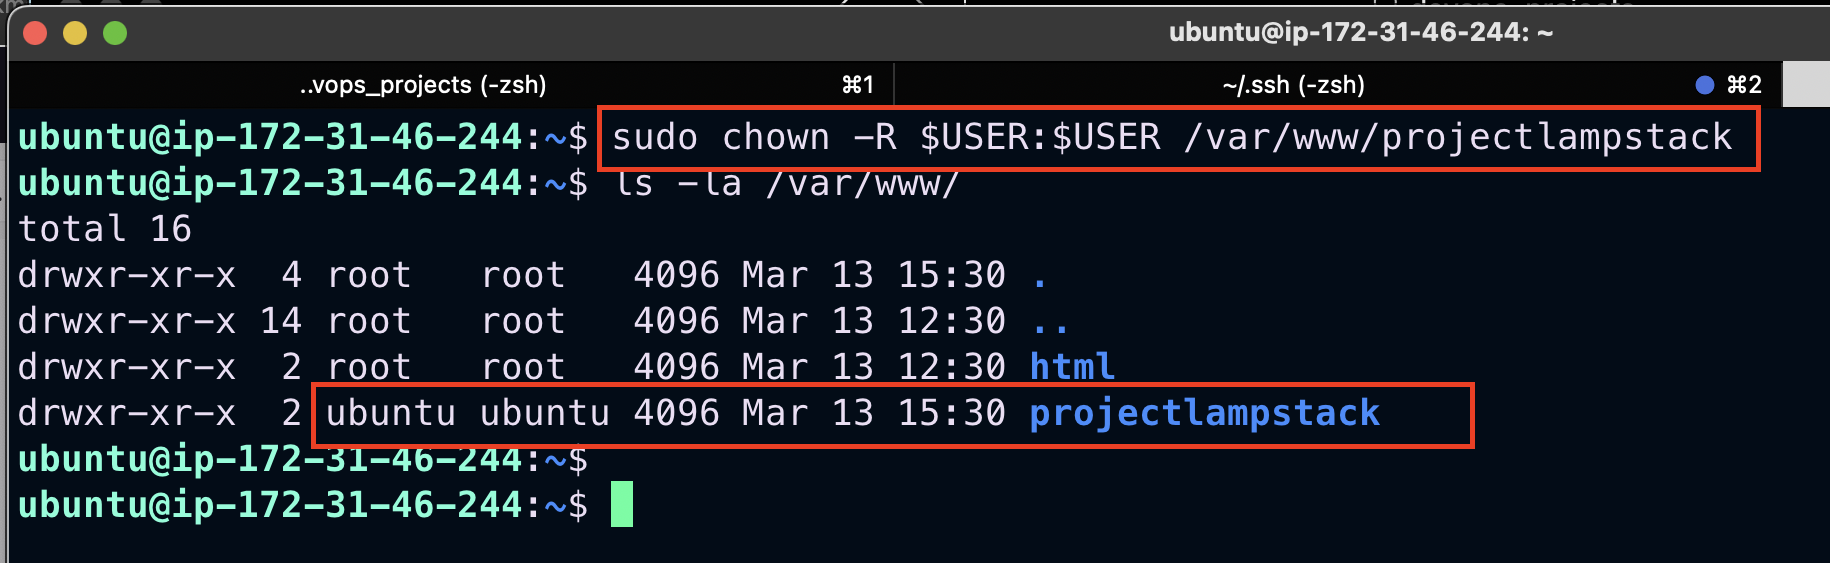 ubuntu@ip-172-31-46-244: ~
..vops_projects (-zsh) ⌘1 ~/.ssh (-zsh) ⌘2
ubuntu@ip-172-31-46-244:~$ sudo chown -R $USER:$USER /var/www/projectlampstack
ubuntu@ip-172-31-46-244:~$ ls -la /var/www/
total 16
drwxr-xr-x  4 root   root   4096 Mar 13 15:30 .
drwxr-xr-x 14 root   root   4096 Mar 13 12:30 ..
drwxr-xr-x  2 root   root   4096 Mar 13 12:30 html
drwxr-xr-x  2 ubuntu ubuntu 4096 Mar 13 15:30 projectlampstack
ubuntu@ip-172-31-46-244:~$
ubuntu@ip-172-31-46-244:~$